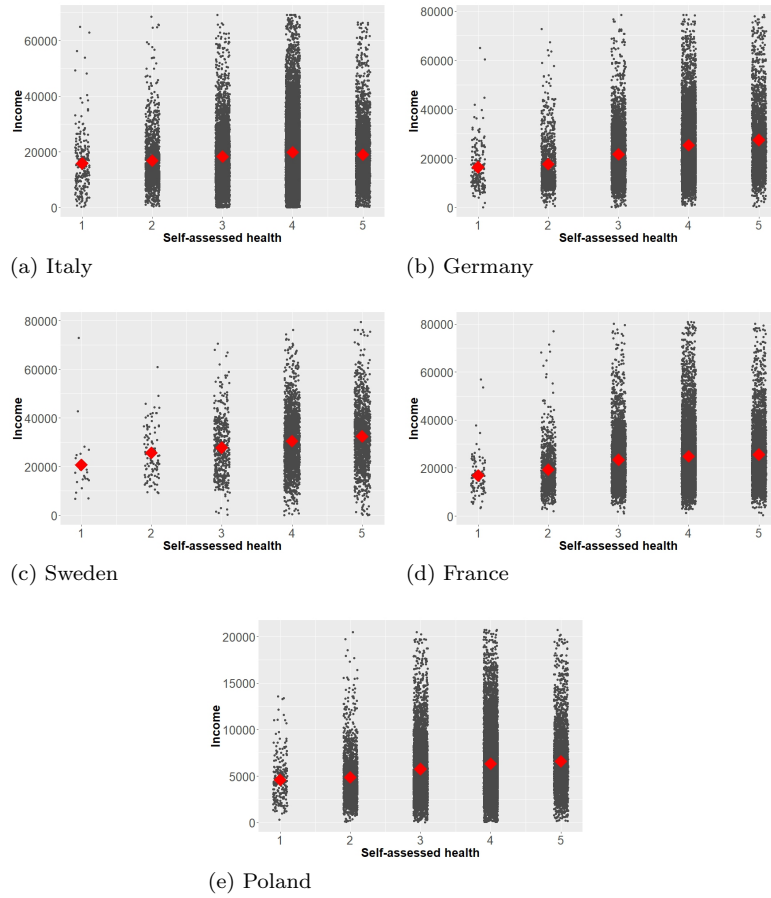 Income
60000
40000
20000
0
1 2 3 4 5
Self-assessed health
(a) Italy
Income
80000
60000
40000
20000
0
1 2 3 4 5
Self-assessed health
(b) Germany
Income
80000
60000
40000
20000
0
1 2 3 4 5
Self-assessed health
(c) Sweden
Income
80000
60000
40000
20000
0
1 2 3 4 5
Self-assessed health
(d) France
Income
20000
15000
10000
5000
0
1 2 3 4 5
Self-assessed health
(e) Poland